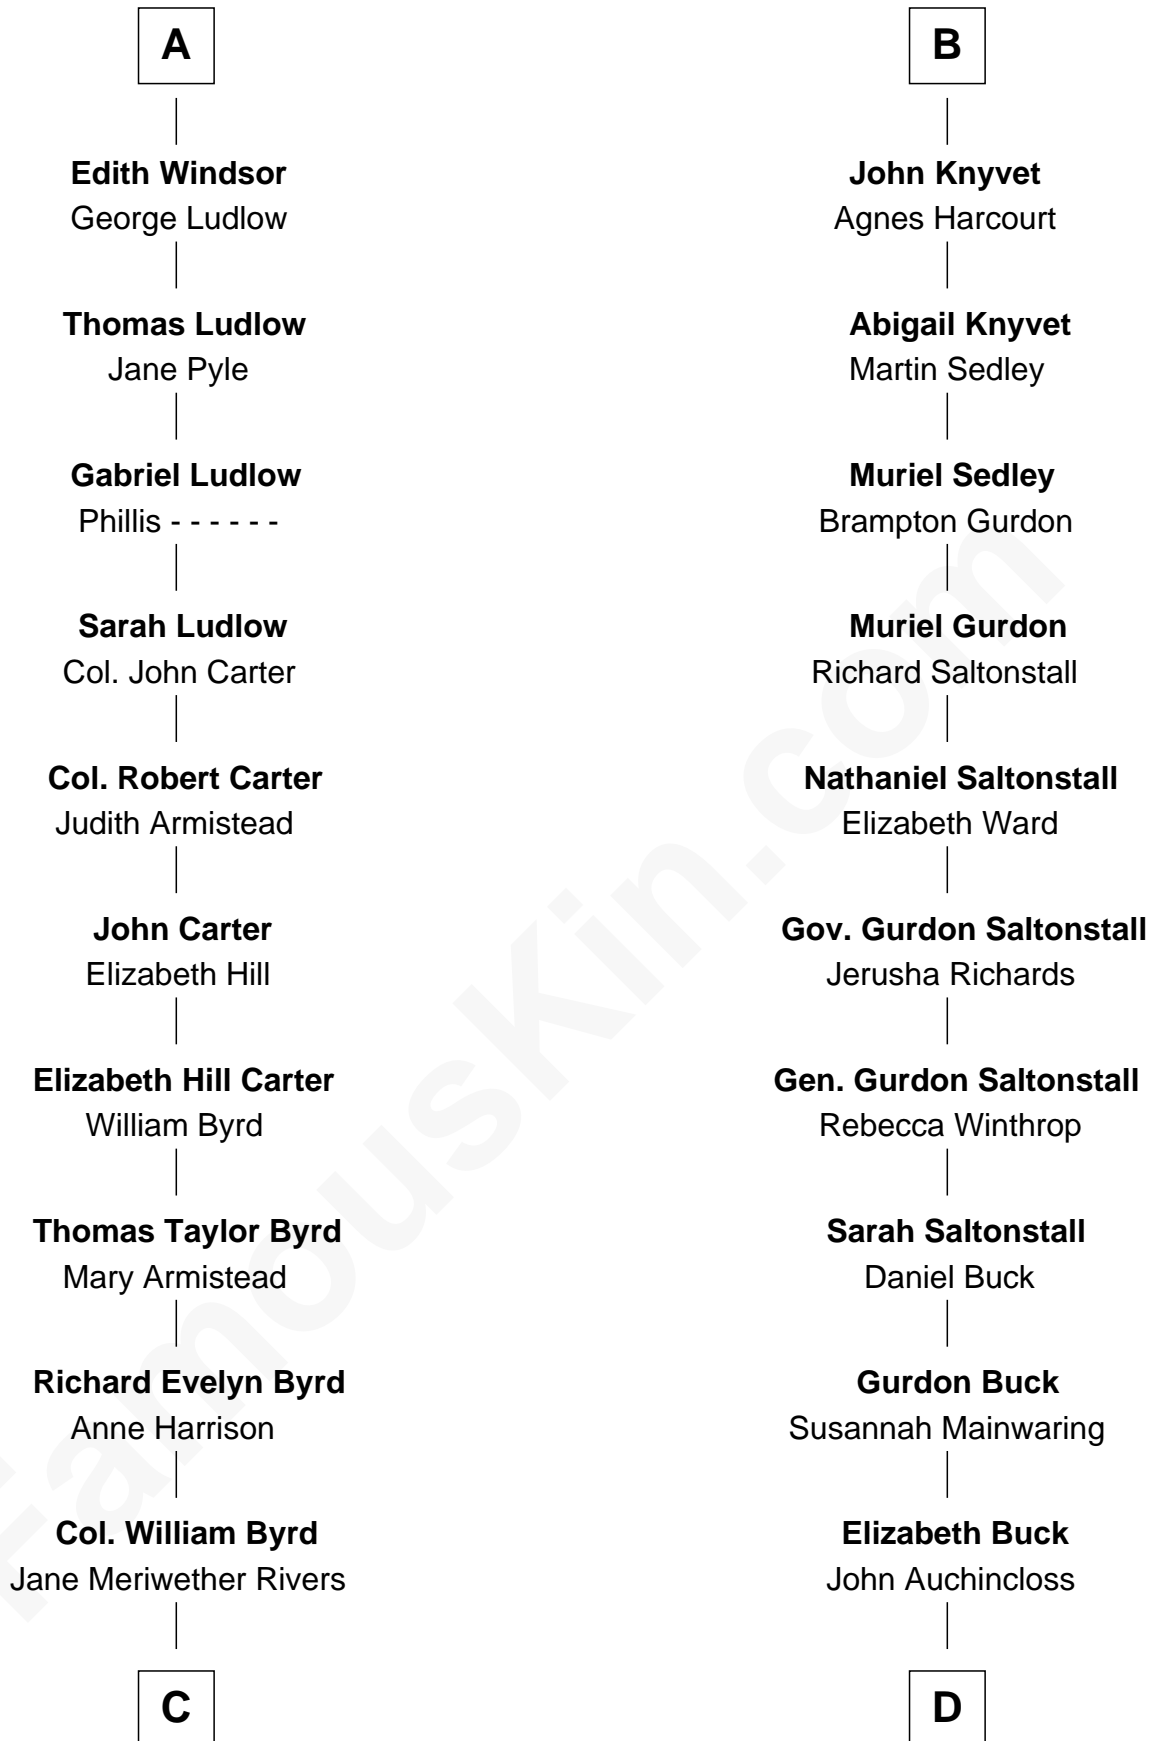 A
Edith Windsor
George Ludlow
Thomas Ludlow
Jane Pyle
Gabriel Ludlow
Phillis - - - - - -
Sarah Ludlow
Col. John Carter
Col. Robert Carter
Judith Armistead
John Carter
Elizabeth Hill
Elizabeth Hill Carter
William Byrd
Thomas Taylor Byrd
Mary Armistead
Richard Evelyn Byrd
Anne Harrison
Col. William Byrd
Jane Meriwether Rivers
C
B
John Knyvet
Agnes Harcourt
Abigail Knyvet
Martin Sedley
Muriel Sedley
Brampton Gurdon
Muriel Gurdon
Richard Saltonstall
Nathaniel Saltonstall
Elizabeth Ward
Gov. Gurdon Saltonstall
Jerusha Richards
Gen. Gurdon Saltonstall
Rebecca Winthrop
Sarah Saltonstall
Daniel Buck
Gurdon Buck
Susannah Mainwaring
Elizabeth Buck
John Auchincloss
D
FamousKin.com